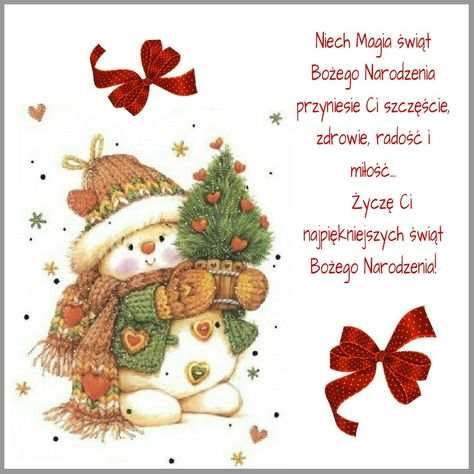 Niech Magia świąt
Bożego Narodzenia
przyniesie Ci szczęście,
zdrowie, radość i
miłość...
Życzę Ci
najpiękniejszych świąt
Bożego Narodzenia!